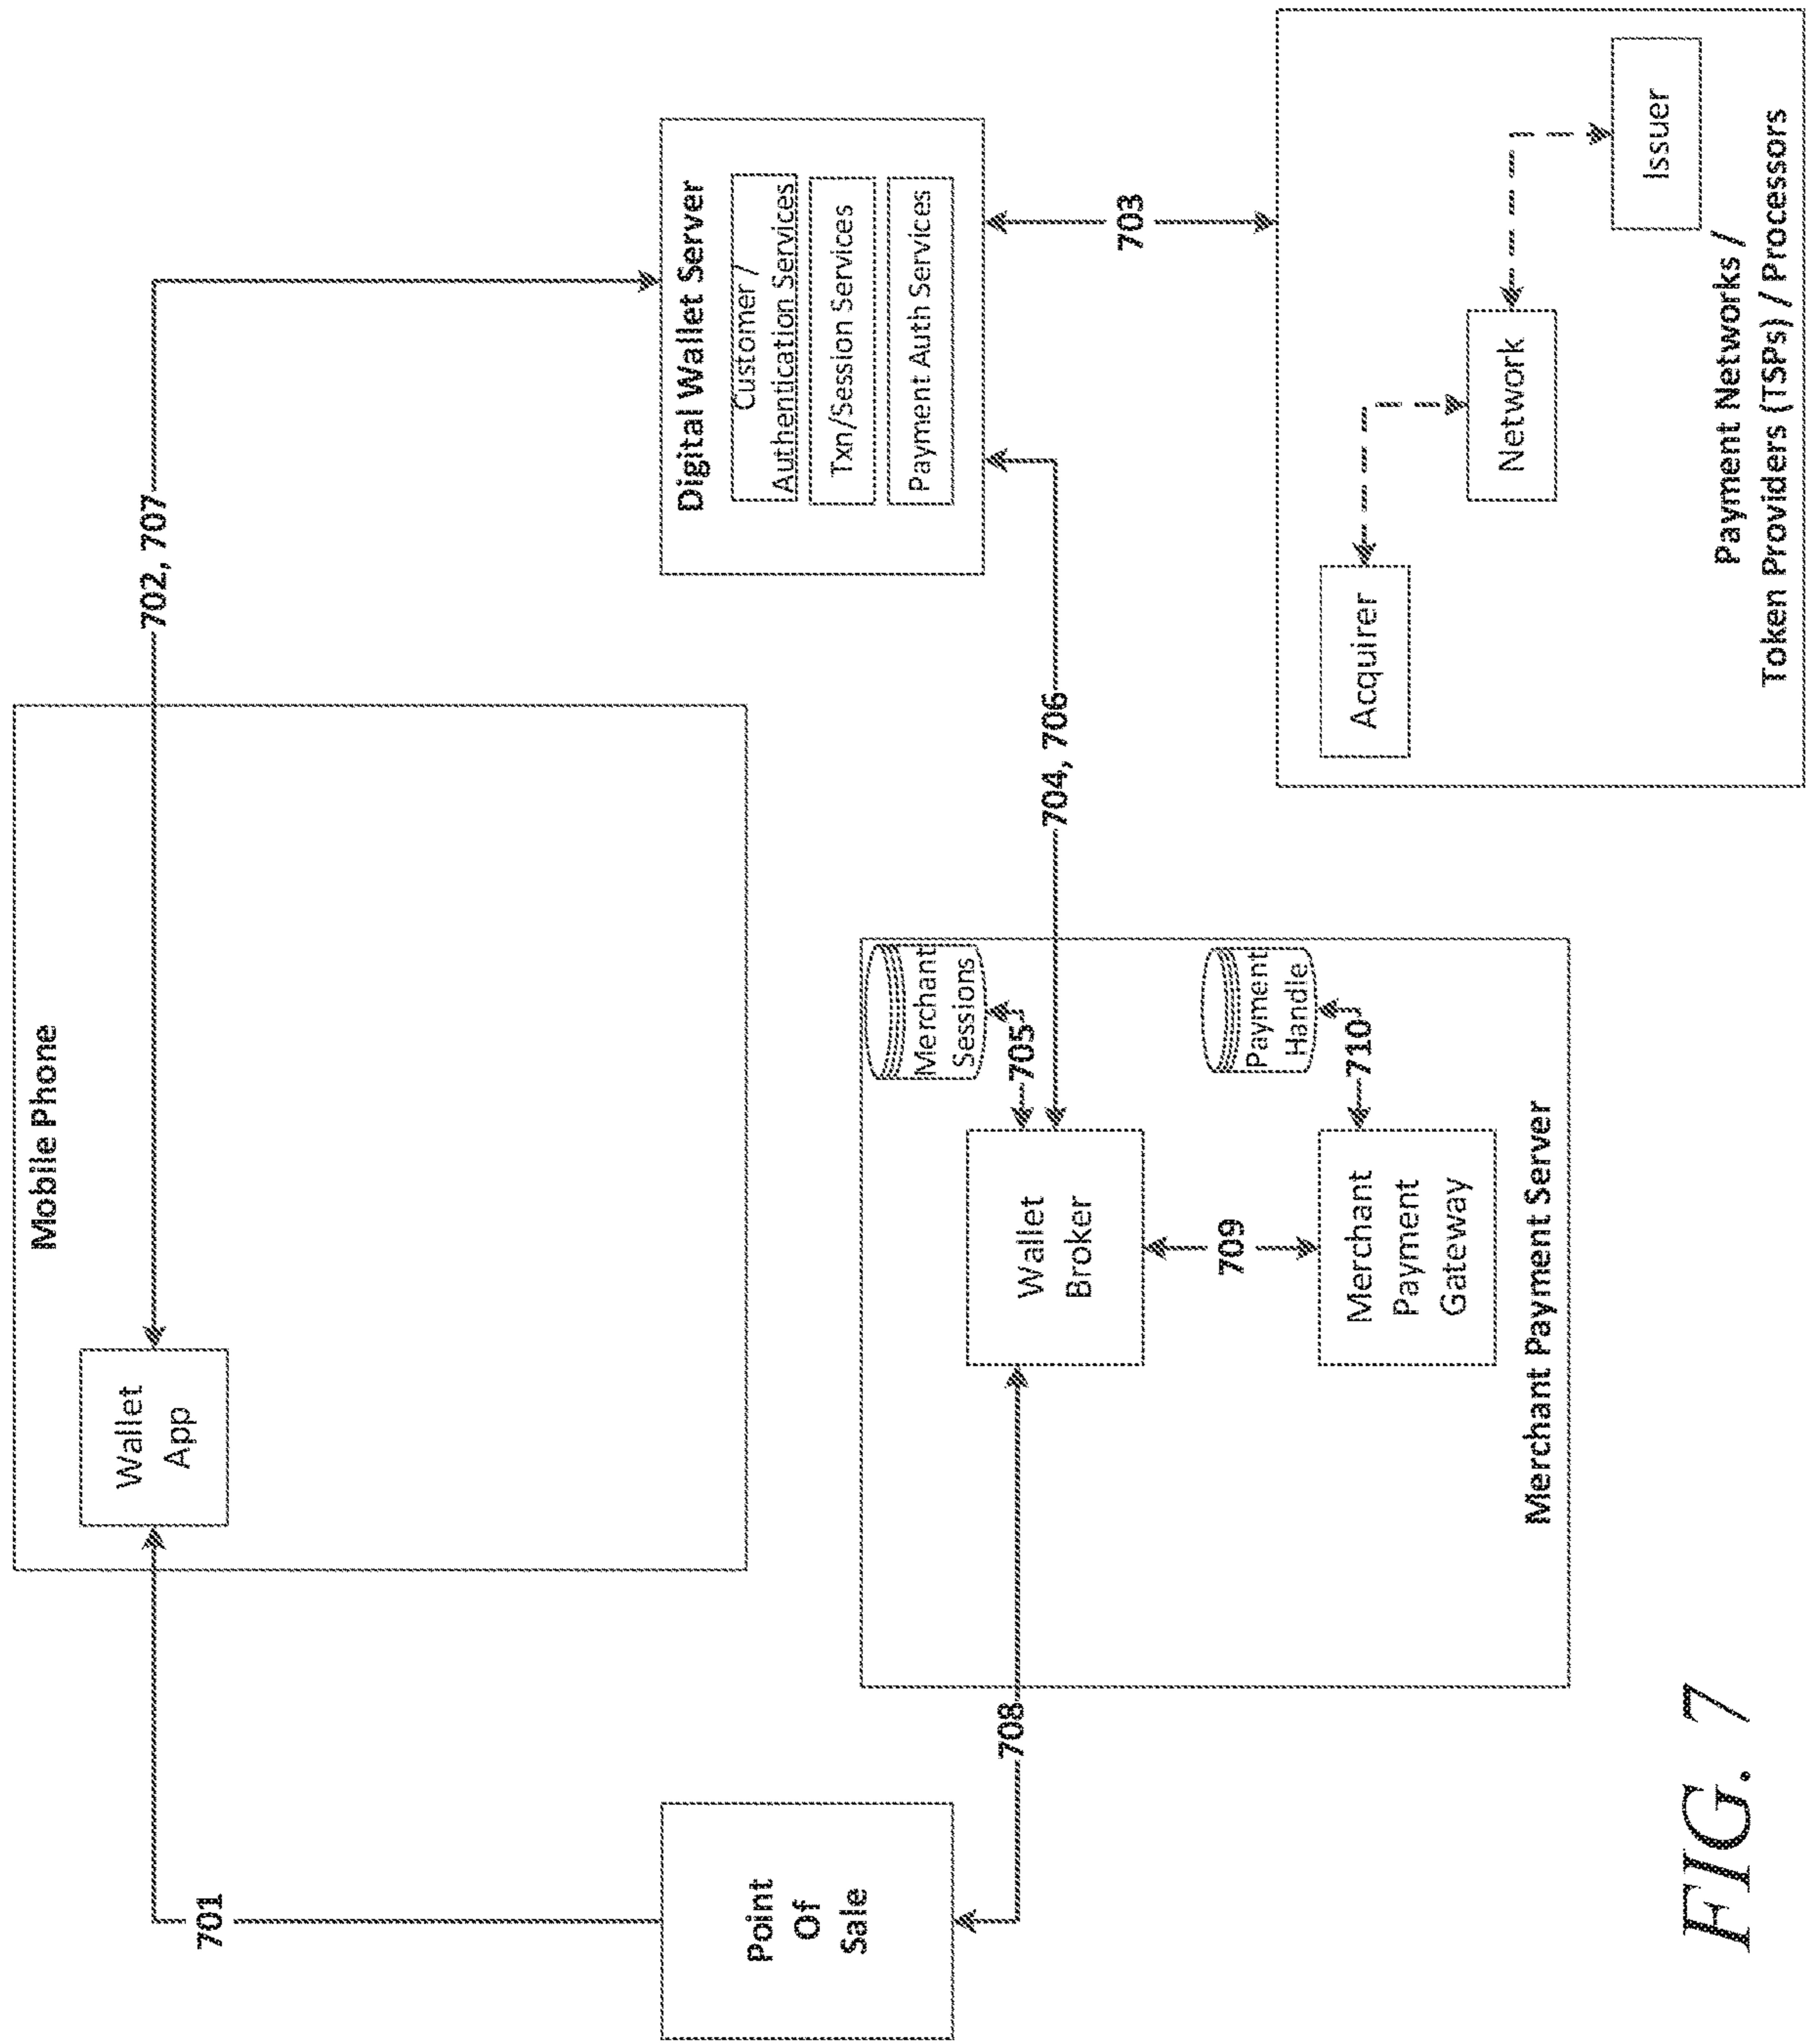 Mobile Phone
Wallet
App
701
702, 707
Point
Of
Sale
Digital Wallet Server
Customer /
Authentication Services
Txn/Session Services
Payment Auth Services
708
704, 706
703
Merchant
Sessions
705
Wallet
Broker
709
Payment
Handle
710
Merchant
Payment
Gateway
Merchant Payment Server
Acquirer
Network
Issuer
Payment Networks /
Token Providers (TSPs) / Processors
FIG. 7